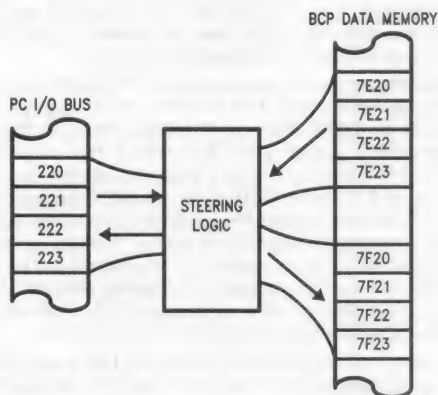 BCP DATA MEMORY
PC I/O BUS
220
221
222
223
STEERING
LOGIC
7E20
7E21
7E22
7E23
7F20
7F21
7F22
7F23